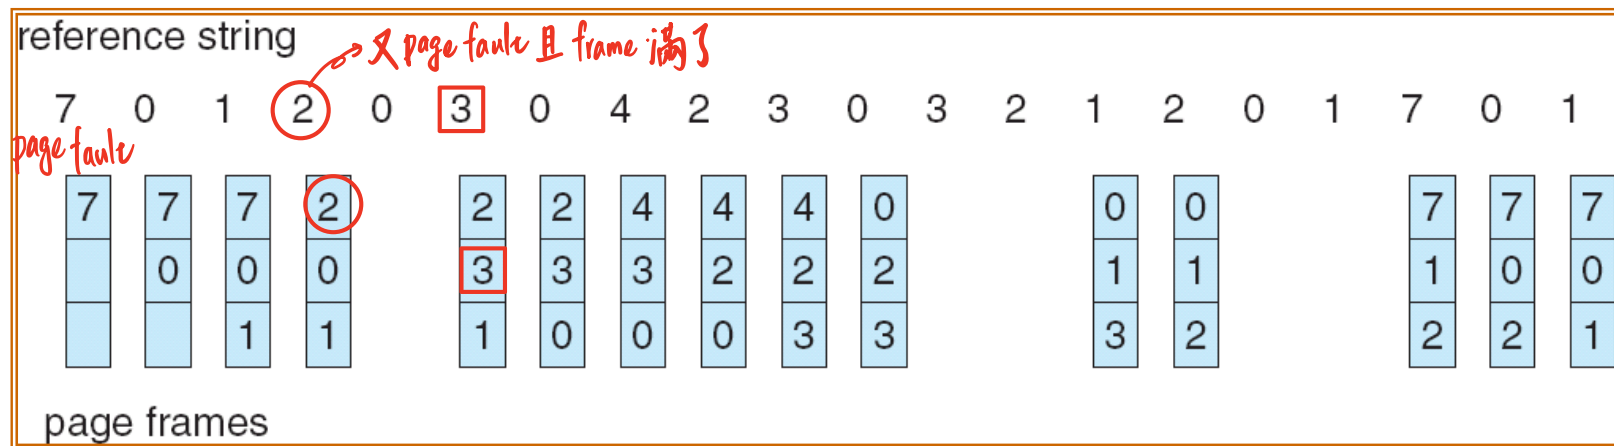 reference string
又 page fault 且 frame 满了
7 0 1 2 0 3 0 4 2 3 0 3 2 1 2 0 1 7 0 1
page fault
7 7 7 2 2 2 4 4 4 0 0 0 7 7 7
0 0 0 3 3 3 2 2 2 1 1 1 0 0
1 1 1 0 0 0 3 3 3 2 2 2 1
page frames